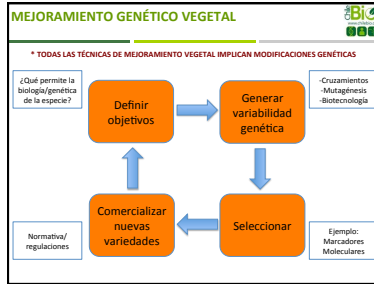 MEJORAMIENTO GENÉTICO VEGETAL
* TODAS LAS TÉCNICAS DE MEJORAMIENTO VEGETAL IMPLICAN MODIFICACIONES GENÉTICAS
¿Qué permite la
biología/genética
de la especie?
Definir
objetivos
Generar
variabilidad
genética
-Cruzamientos
-Mutagénesis
-Biotecnología
Normativa/
regulaciones
Comercializar
nuevas
variedades
Seleccionar
Ejemplo:
Marcadores
Moleculares